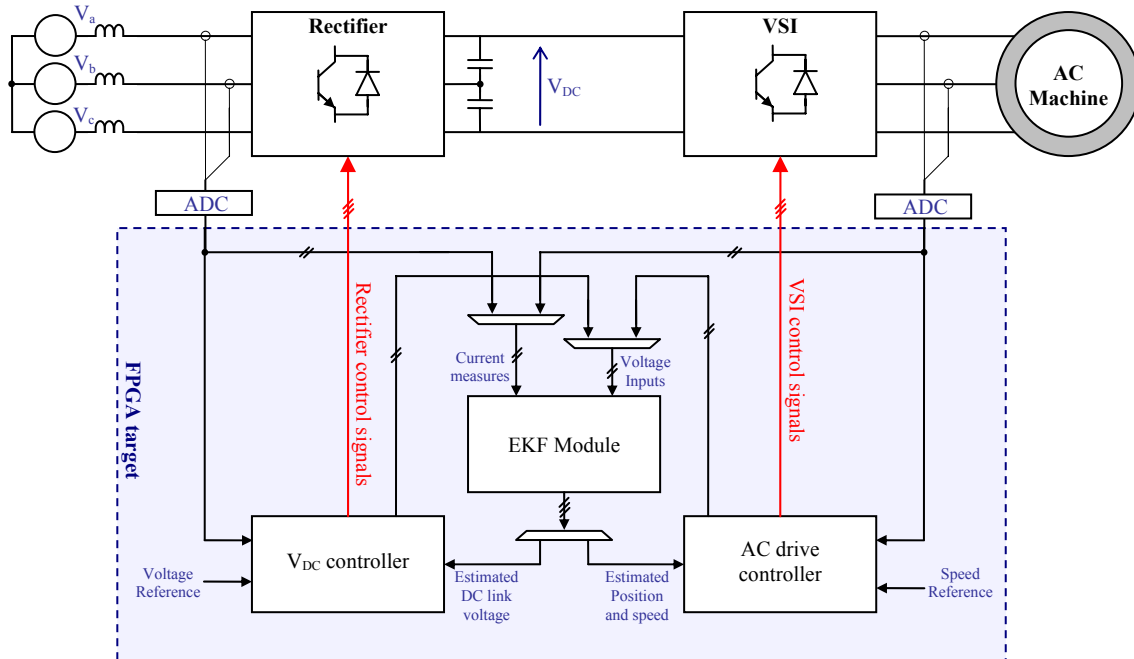 Va
Vb
Vc
Rectifier
VDC
VSI
AC
Machine
ADC
ADC
FPGA target
Rectifier control signals
VSI control signals
Current
measures
Voltage
Inputs
EKF Module
VDC controller
AC drive
controller
Voltage
Reference
Estimated
DC link
voltage
Estimated
Position
and speed
Speed
Reference